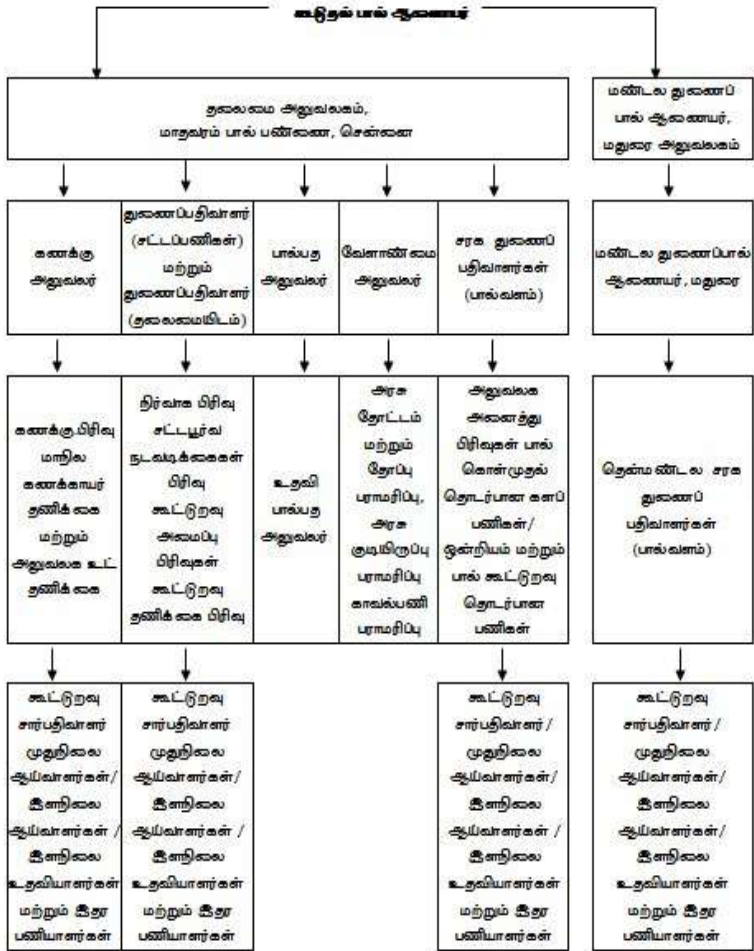 கூடுதல் பால் ஆணையர்
தலைமை அலுவலகம்,
மாதவரம் பால் பண்ணை, சென்னை
மண்டல துணைப்
பால் ஆணையர்,
மதுரை அலுவலகம்
கணக்கு
அலுவலர்
துணைப்பதிவாளர்
(சட்டப்பணிகள்)
மற்றும்
துணைப்பதிவாளர்
(தலைமையிடம்)
பால்பத
அலுவலர்
வேளாண்மை
அலுவலர்
சரக துணைப்
பதிவாளர்கள்
(பால்வளம்)
மண்டல துணைப்பால்
ஆணையர், மதுரை
கணக்கு பிரிவு
மாநில
கணக்காயர்
தணிக்கை
மற்றும்
அலுவலக உட்
தணிக்கை
நிர்வாக பிரிவு
சட்டபூர்வ
நடவடிக்கைகள்
பிரிவு
கூட்டுறவு
அமைப்பு
பிரிவுகள்
கூட்டுறவு
தணிக்கை பிரிவு
உதவி
பால்பத
அலுவலர்
அரசு
தோட்டம்
மற்றும்
தோப்பு
பராமரிப்பு,
அரசு
குடியிருப்பு
பராமரிப்பு
காவல்பணி
பராமரிப்பு
அலுவலக
அனைத்து
பிரிவுகள் பால்
கொள்முதல்
தொடர்பான களப்
பணிகள்/
ஒன்றியம் மற்றும்
பால் கூட்டுறவு
தொடர்பான
பணிகள்
தென்மண்டல சரக
துணைப்
பதிவாளர்கள்
(பால்வளம்)
கூட்டுறவு
சார்பதிவாளர்
முதுநிலை
ஆய்வாளர்கள்/
இளநிலை
ஆய்வாளர்கள் /
இளநிலை
உதவியாளர்கள்
மற்றும் இதர
பணியாளர்கள்
கூட்டுறவு
சார்பதிவாளர்
முதுநிலை
ஆய்வாளர்கள்/
இளநிலை
ஆய்வாளர்கள் /
இளநிலை
உதவியாளர்கள்
மற்றும் இதர
பணியாளர்கள்
கூட்டுறவு
சார்பதிவாளர்/
முதுநிலை
ஆய்வாளர்கள்/
இளநிலை
ஆய்வாளர்கள் /
இளநிலை
உதவியாளர்கள்
மற்றும் இதர
பணியாளர்கள்
கூட்டுறவு
சார்பதிவாளர்/
முதுநிலை
ஆய்வாளர்கள்/
இளநிலை
ஆய்வாளர்கள்/
இளநிலை
உதவியாளர்கள்
மற்றும் இதர
பணியாளர்கள்